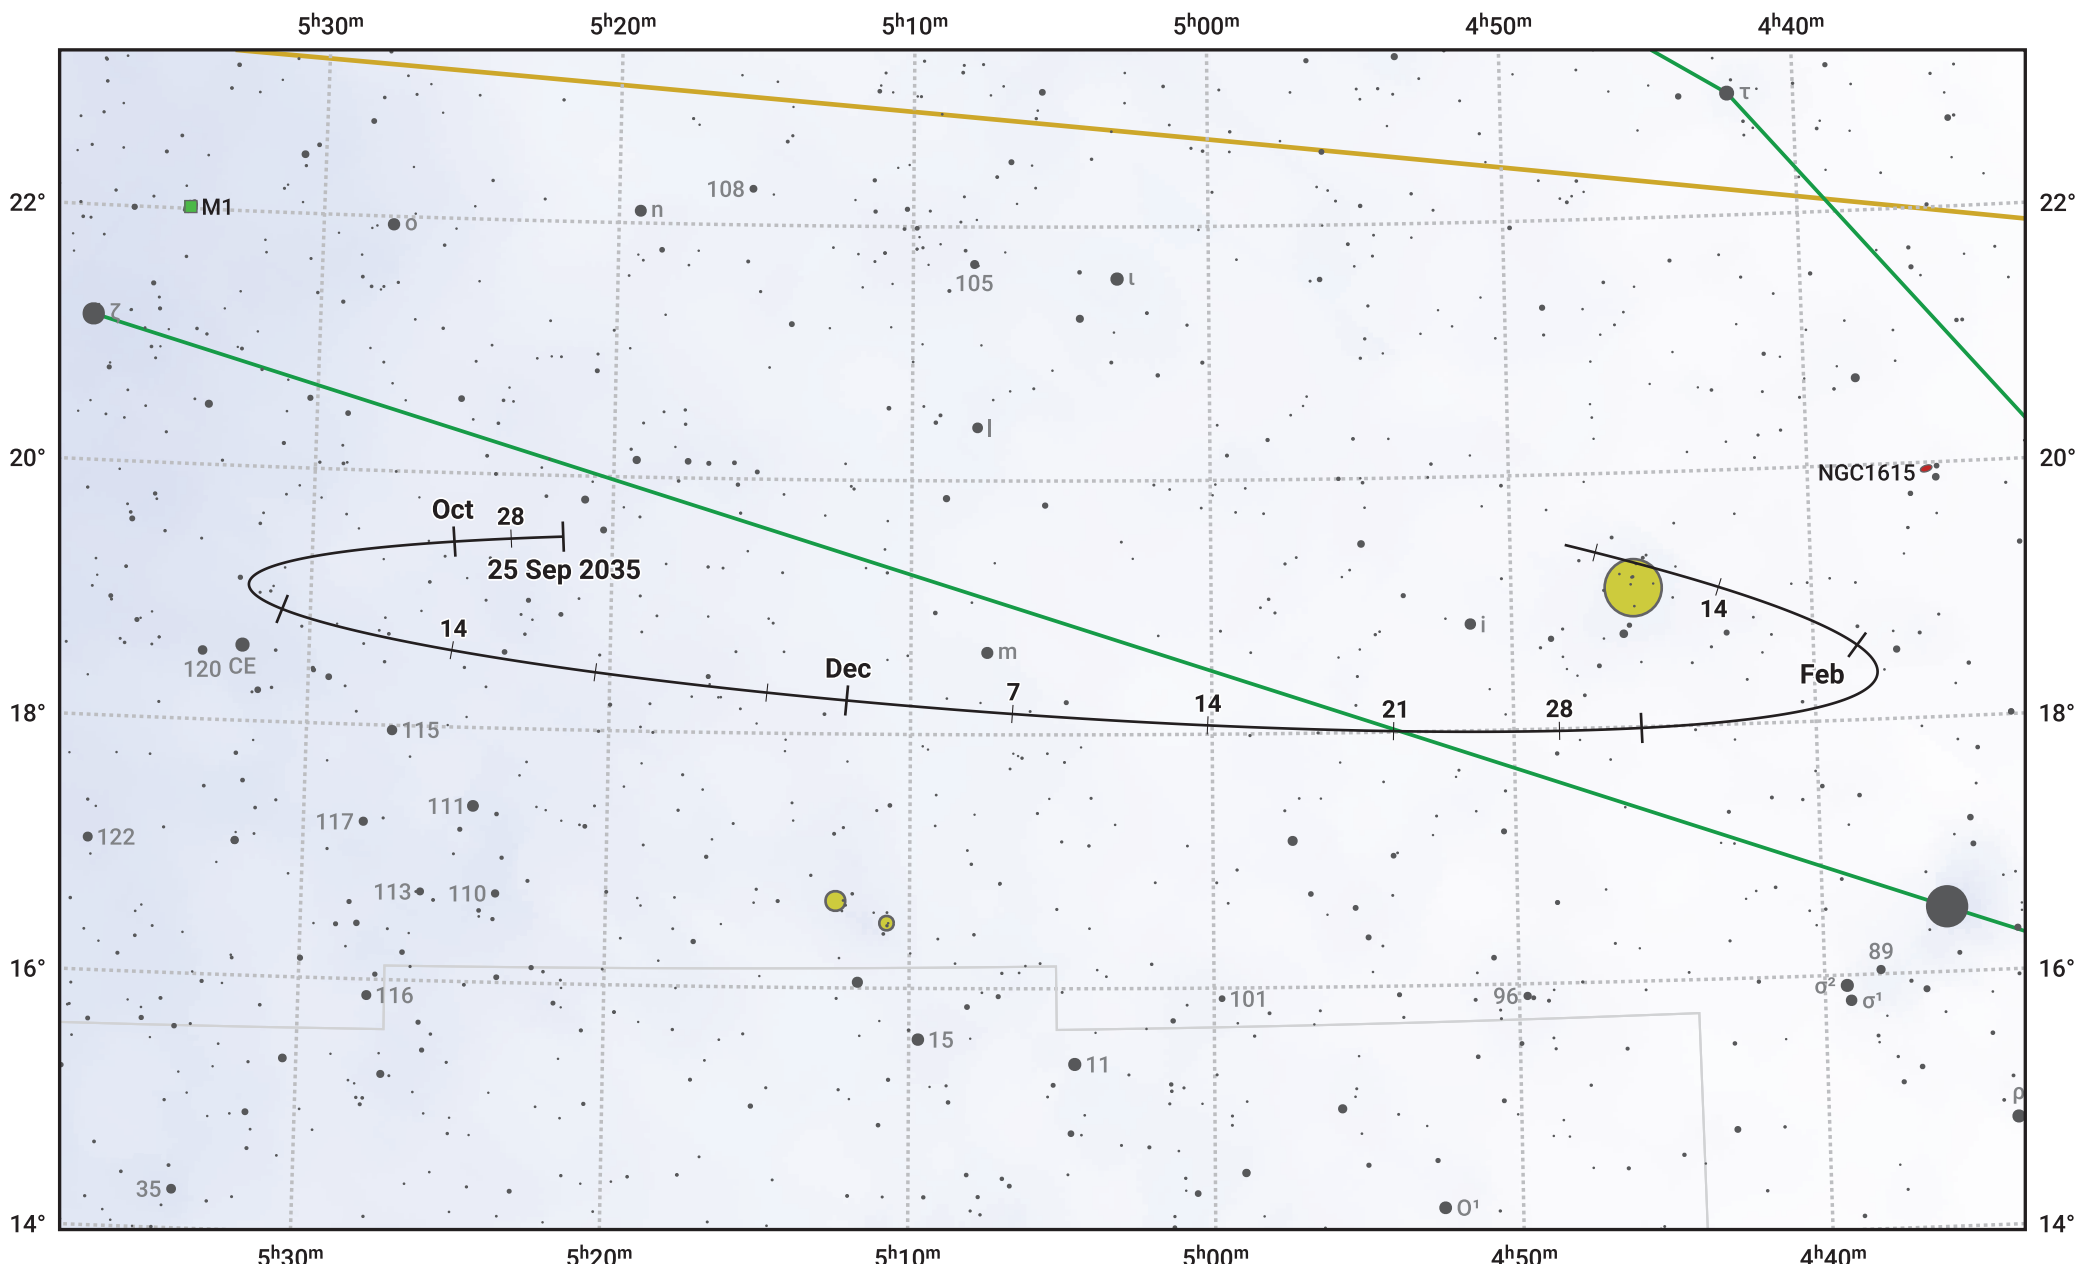 5ʰ30ᵐ 5ʰ20ᵐ 5ʰ10ᵐ 5ʰ00ᵐ 4ʰ50ᵐ 4ʰ40ᵐ
τ
108
22° M1 n 22°
ο
105 ι
ζ
l
20° 20°
NGC1615
Oct 28
25 Sep 2035
14
i
14
120 CE m
Dec Feb
7 14 21 28
18° 18°
115
111
117
122
113 110
89
16° 16°
116 101 96 σ² σ¹
15
11
ρ
35
O¹
14° 14°
5ʰ30ᵐ 5ʰ20ᵐ 5ʰ10ᵐ 5ʰ00ᵐ 4ʰ50ᵐ 4ʰ40ᵐ